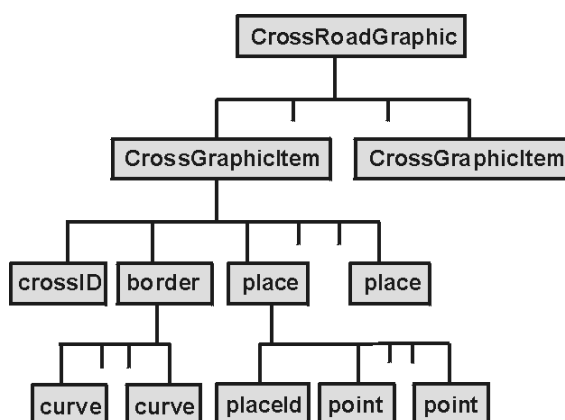 CrossRoadGraphic
CrossGraphicItem CrossGraphicItem
crossID border place place
curve curve placeId point point